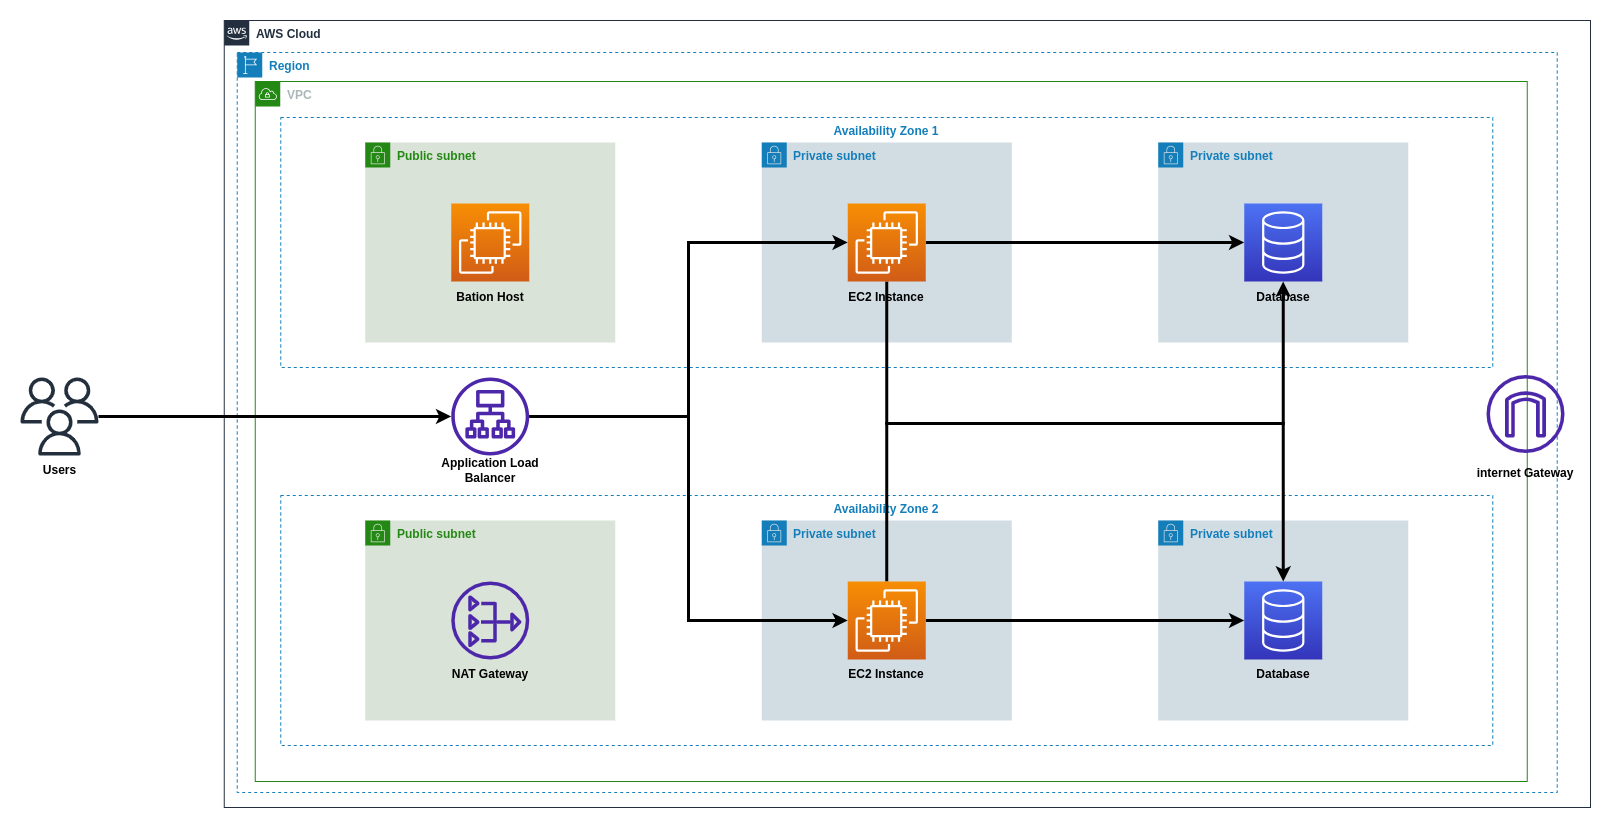 aws
AWS Cloud
Region
VPC
Availability Zone 1
Public subnet
Private subnet
Private subnet
Bation Host
EC2 Instance
Database
Users
Application Load
Balancer
internet Gateway
Availability Zone 2
Public subnet
Private subnet
Private subnet
NAT Gateway
EC2 Instance
Database